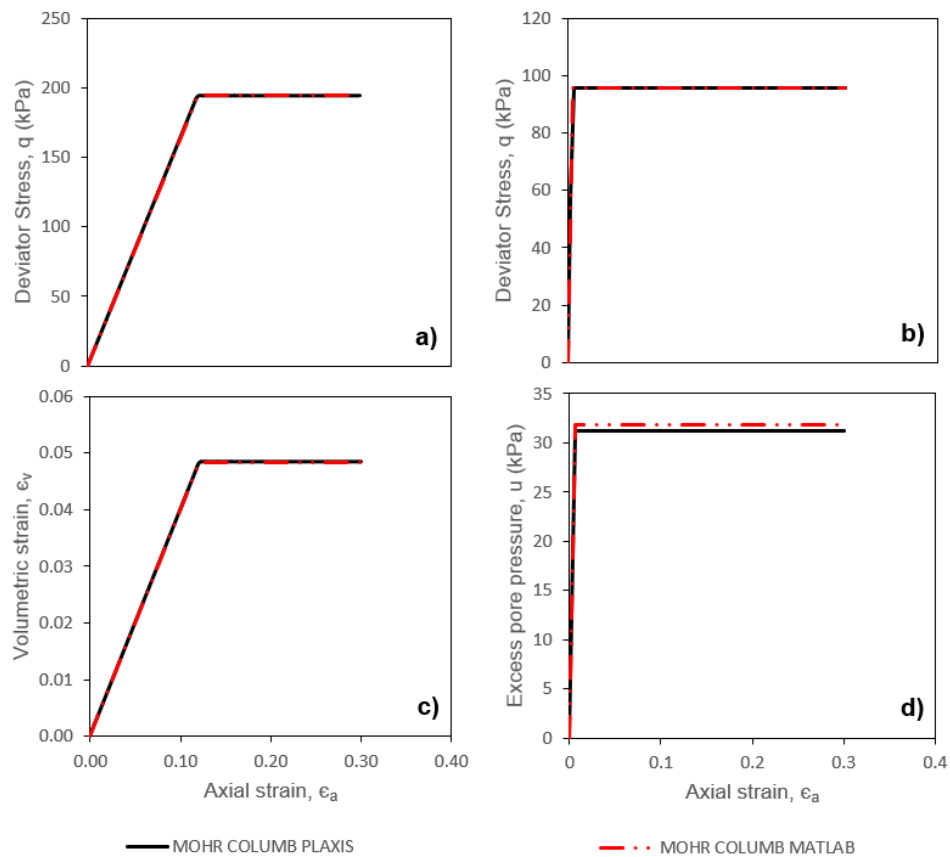 250
200
150
100
50
0
Deviator Stress, q (kPa)
a)
120
100
80
60
40
20
0
Deviator Stress, q (kPa)
b)
0.06
0.05
0.04
0.03
0.02
0.01
0.00
Volumetric strain, ϵv
c)
0.00 0.10 0.20 0.30 0.40
Axial strain, ϵa
35
30
25
20
15
10
5
0
Excess pore pressure, u (kPa)
d)
0 0.1 0.2 0.3 0.4
Axial strain, ϵa
MOHR COLUMB PLAXIS
MOHR COLUMB MATLAB